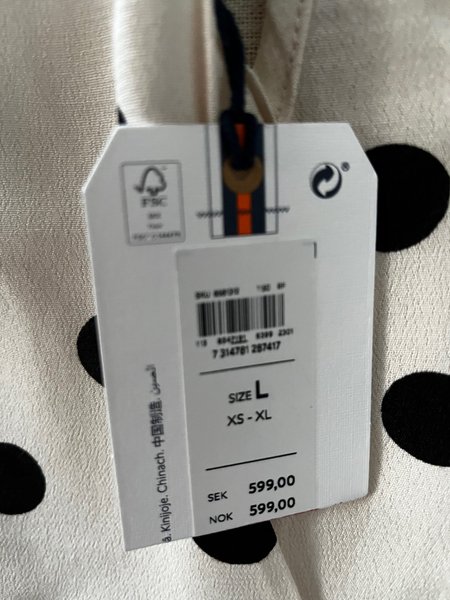 FSC
SKU
7 314781 287417
SIZE L
XS - XL
SEK 599,00
NOK 599,00
Kinijoje. Chinach. 中国制造. الصين